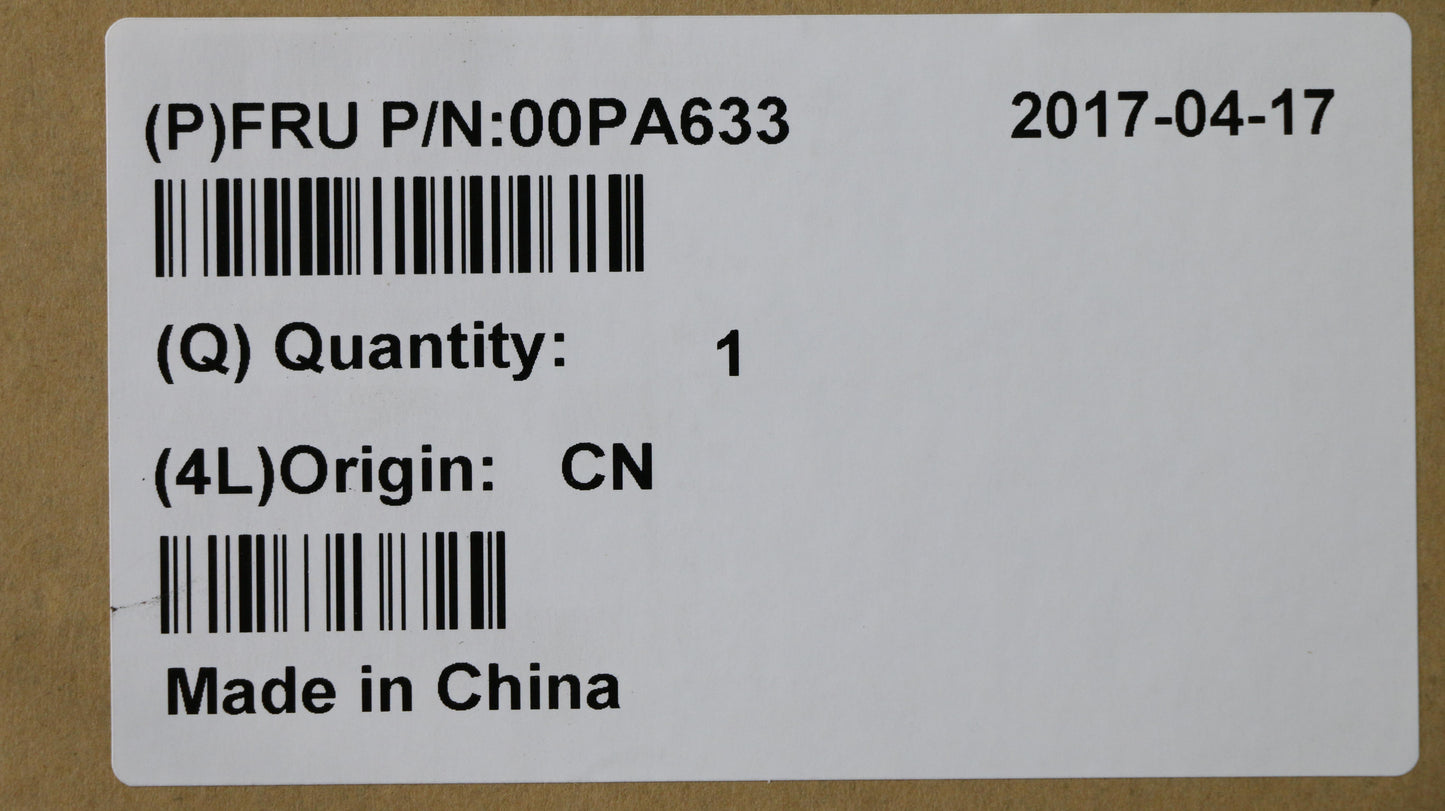 (P)FRU P/N:00PA633 2017-04-17
(Q) Quantity: 1
(4L)Origin: CN
Made in China